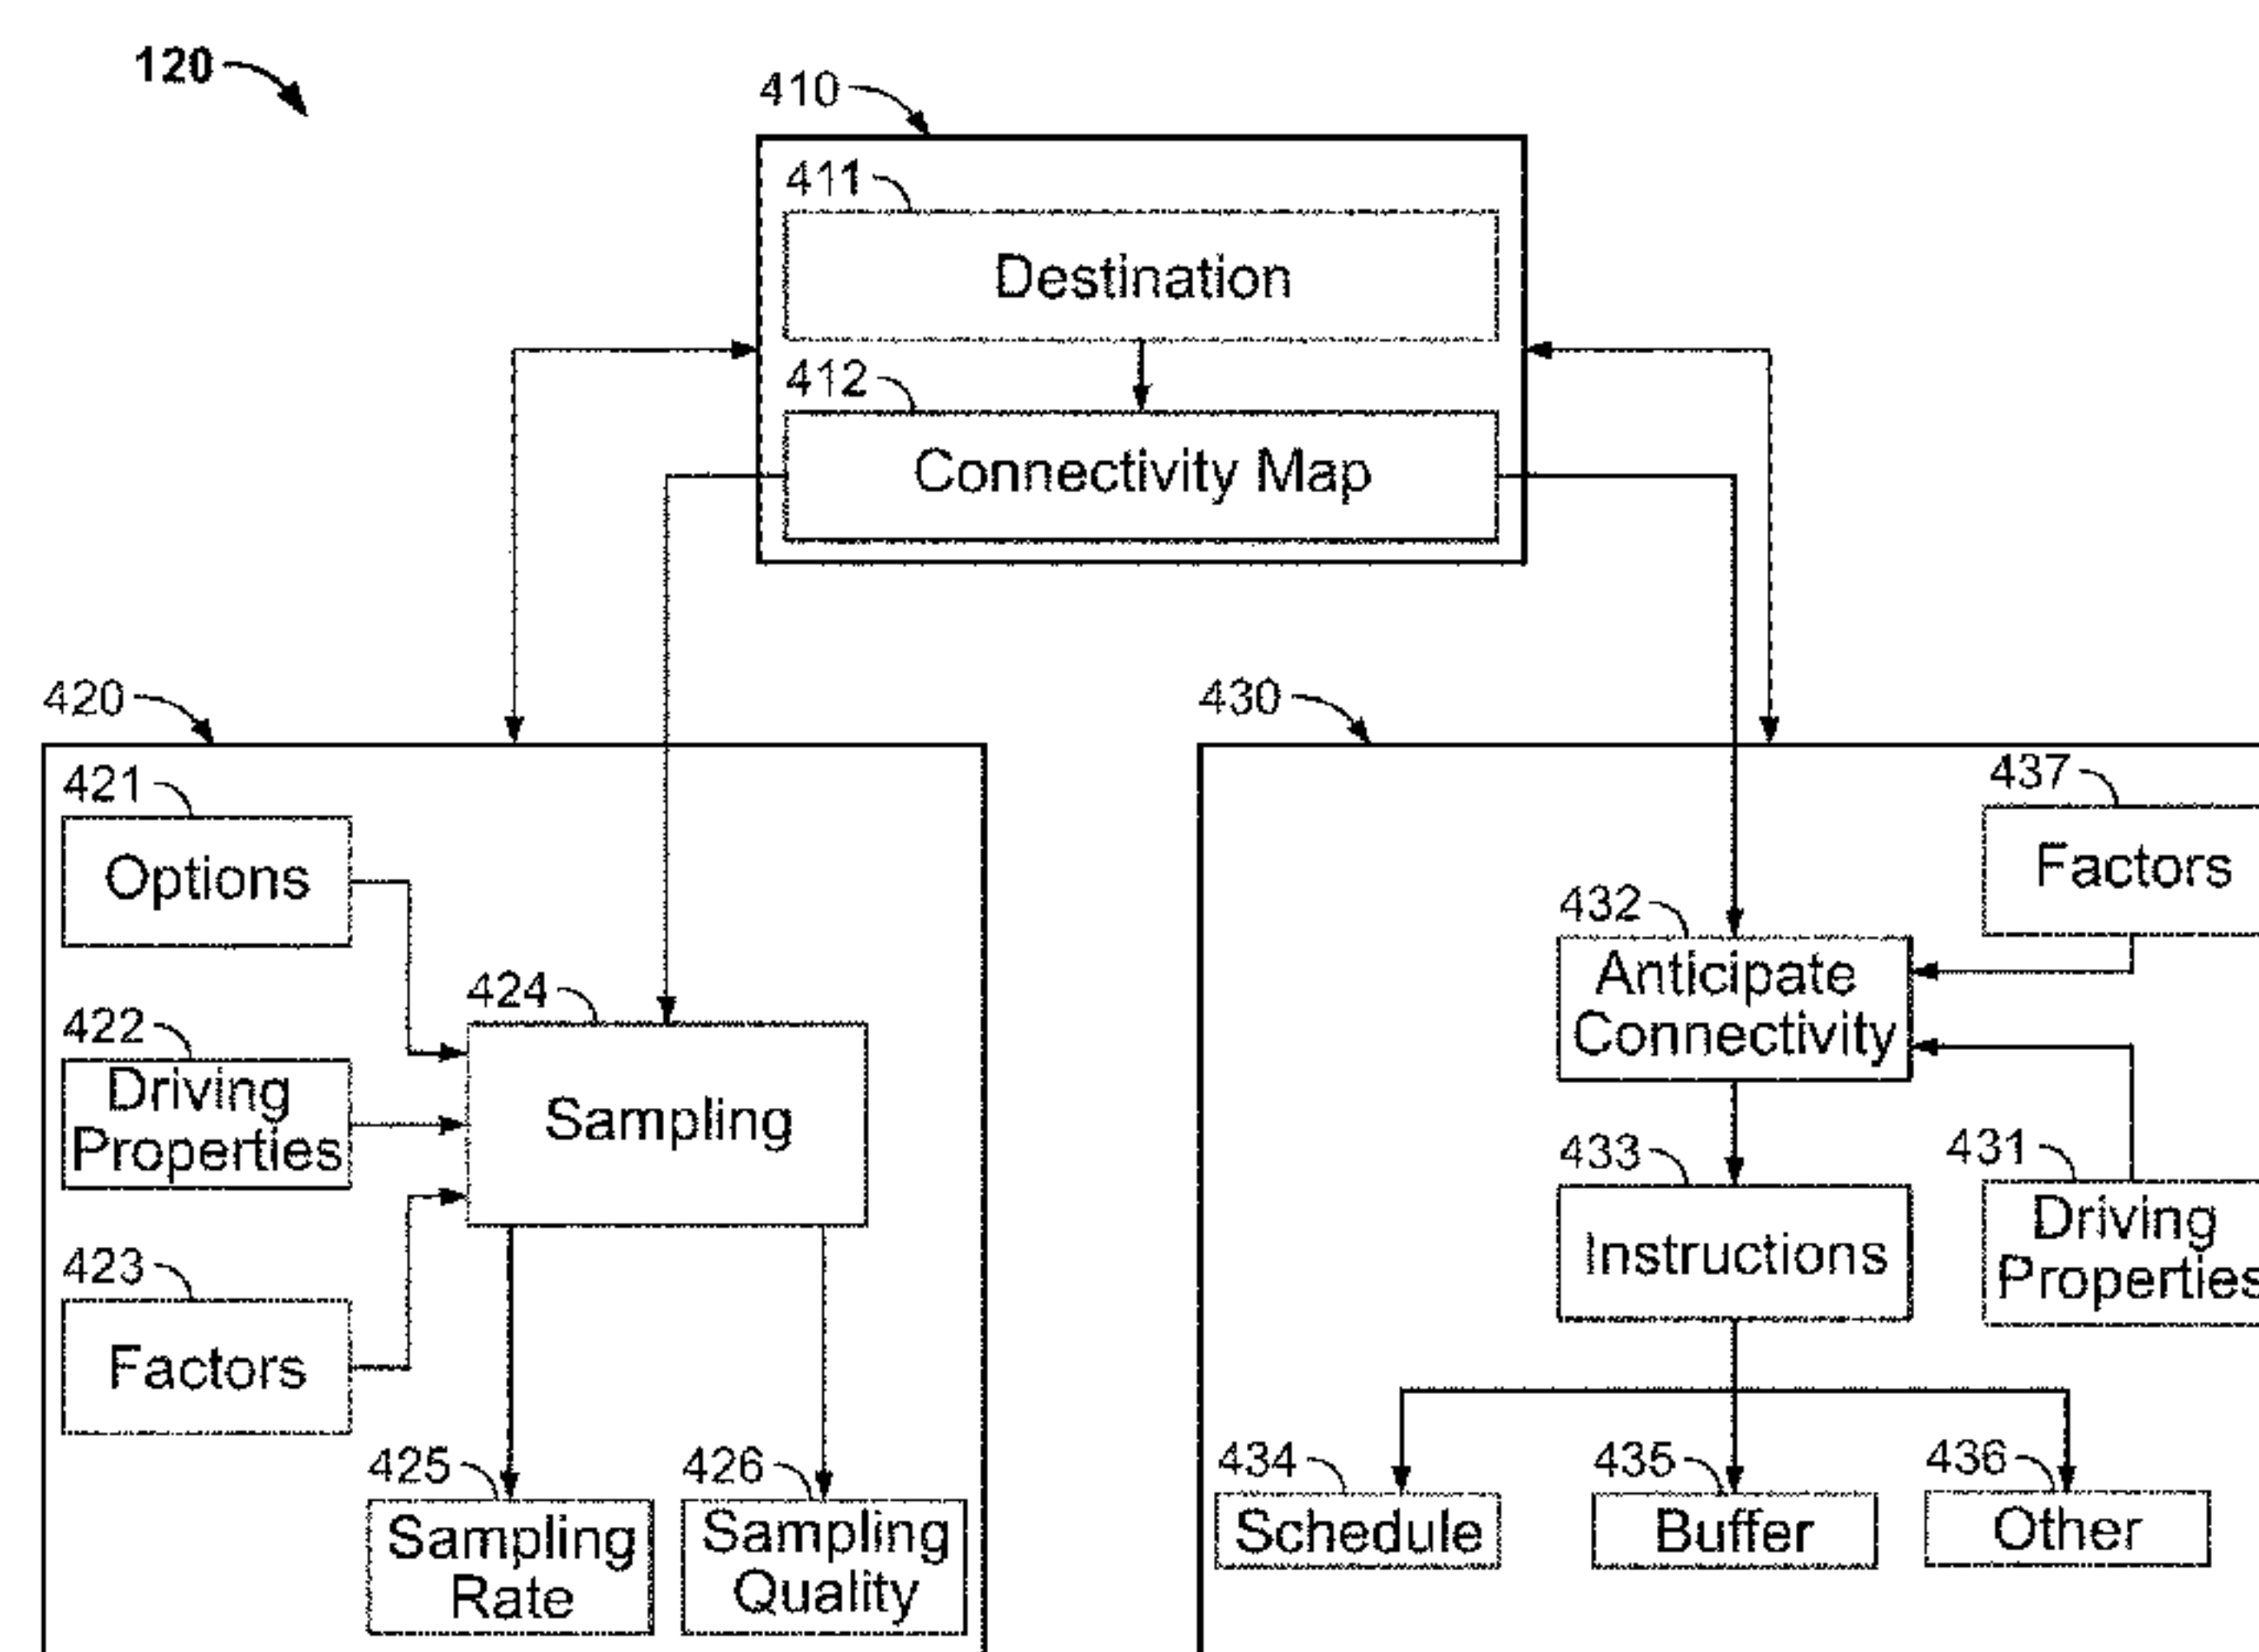 120
410
411
Destination
412
Connectivity Map
420
421
Options
422
Driving
Properties
423
Factors
424
Sampling
425
Sampling
Rate
426
Sampling
Quality
430
437
Factors
432
Anticipate
Connectivity
433
Instructions
431
Driving
Properties
434
Schedule
435
Buffer
436
Other